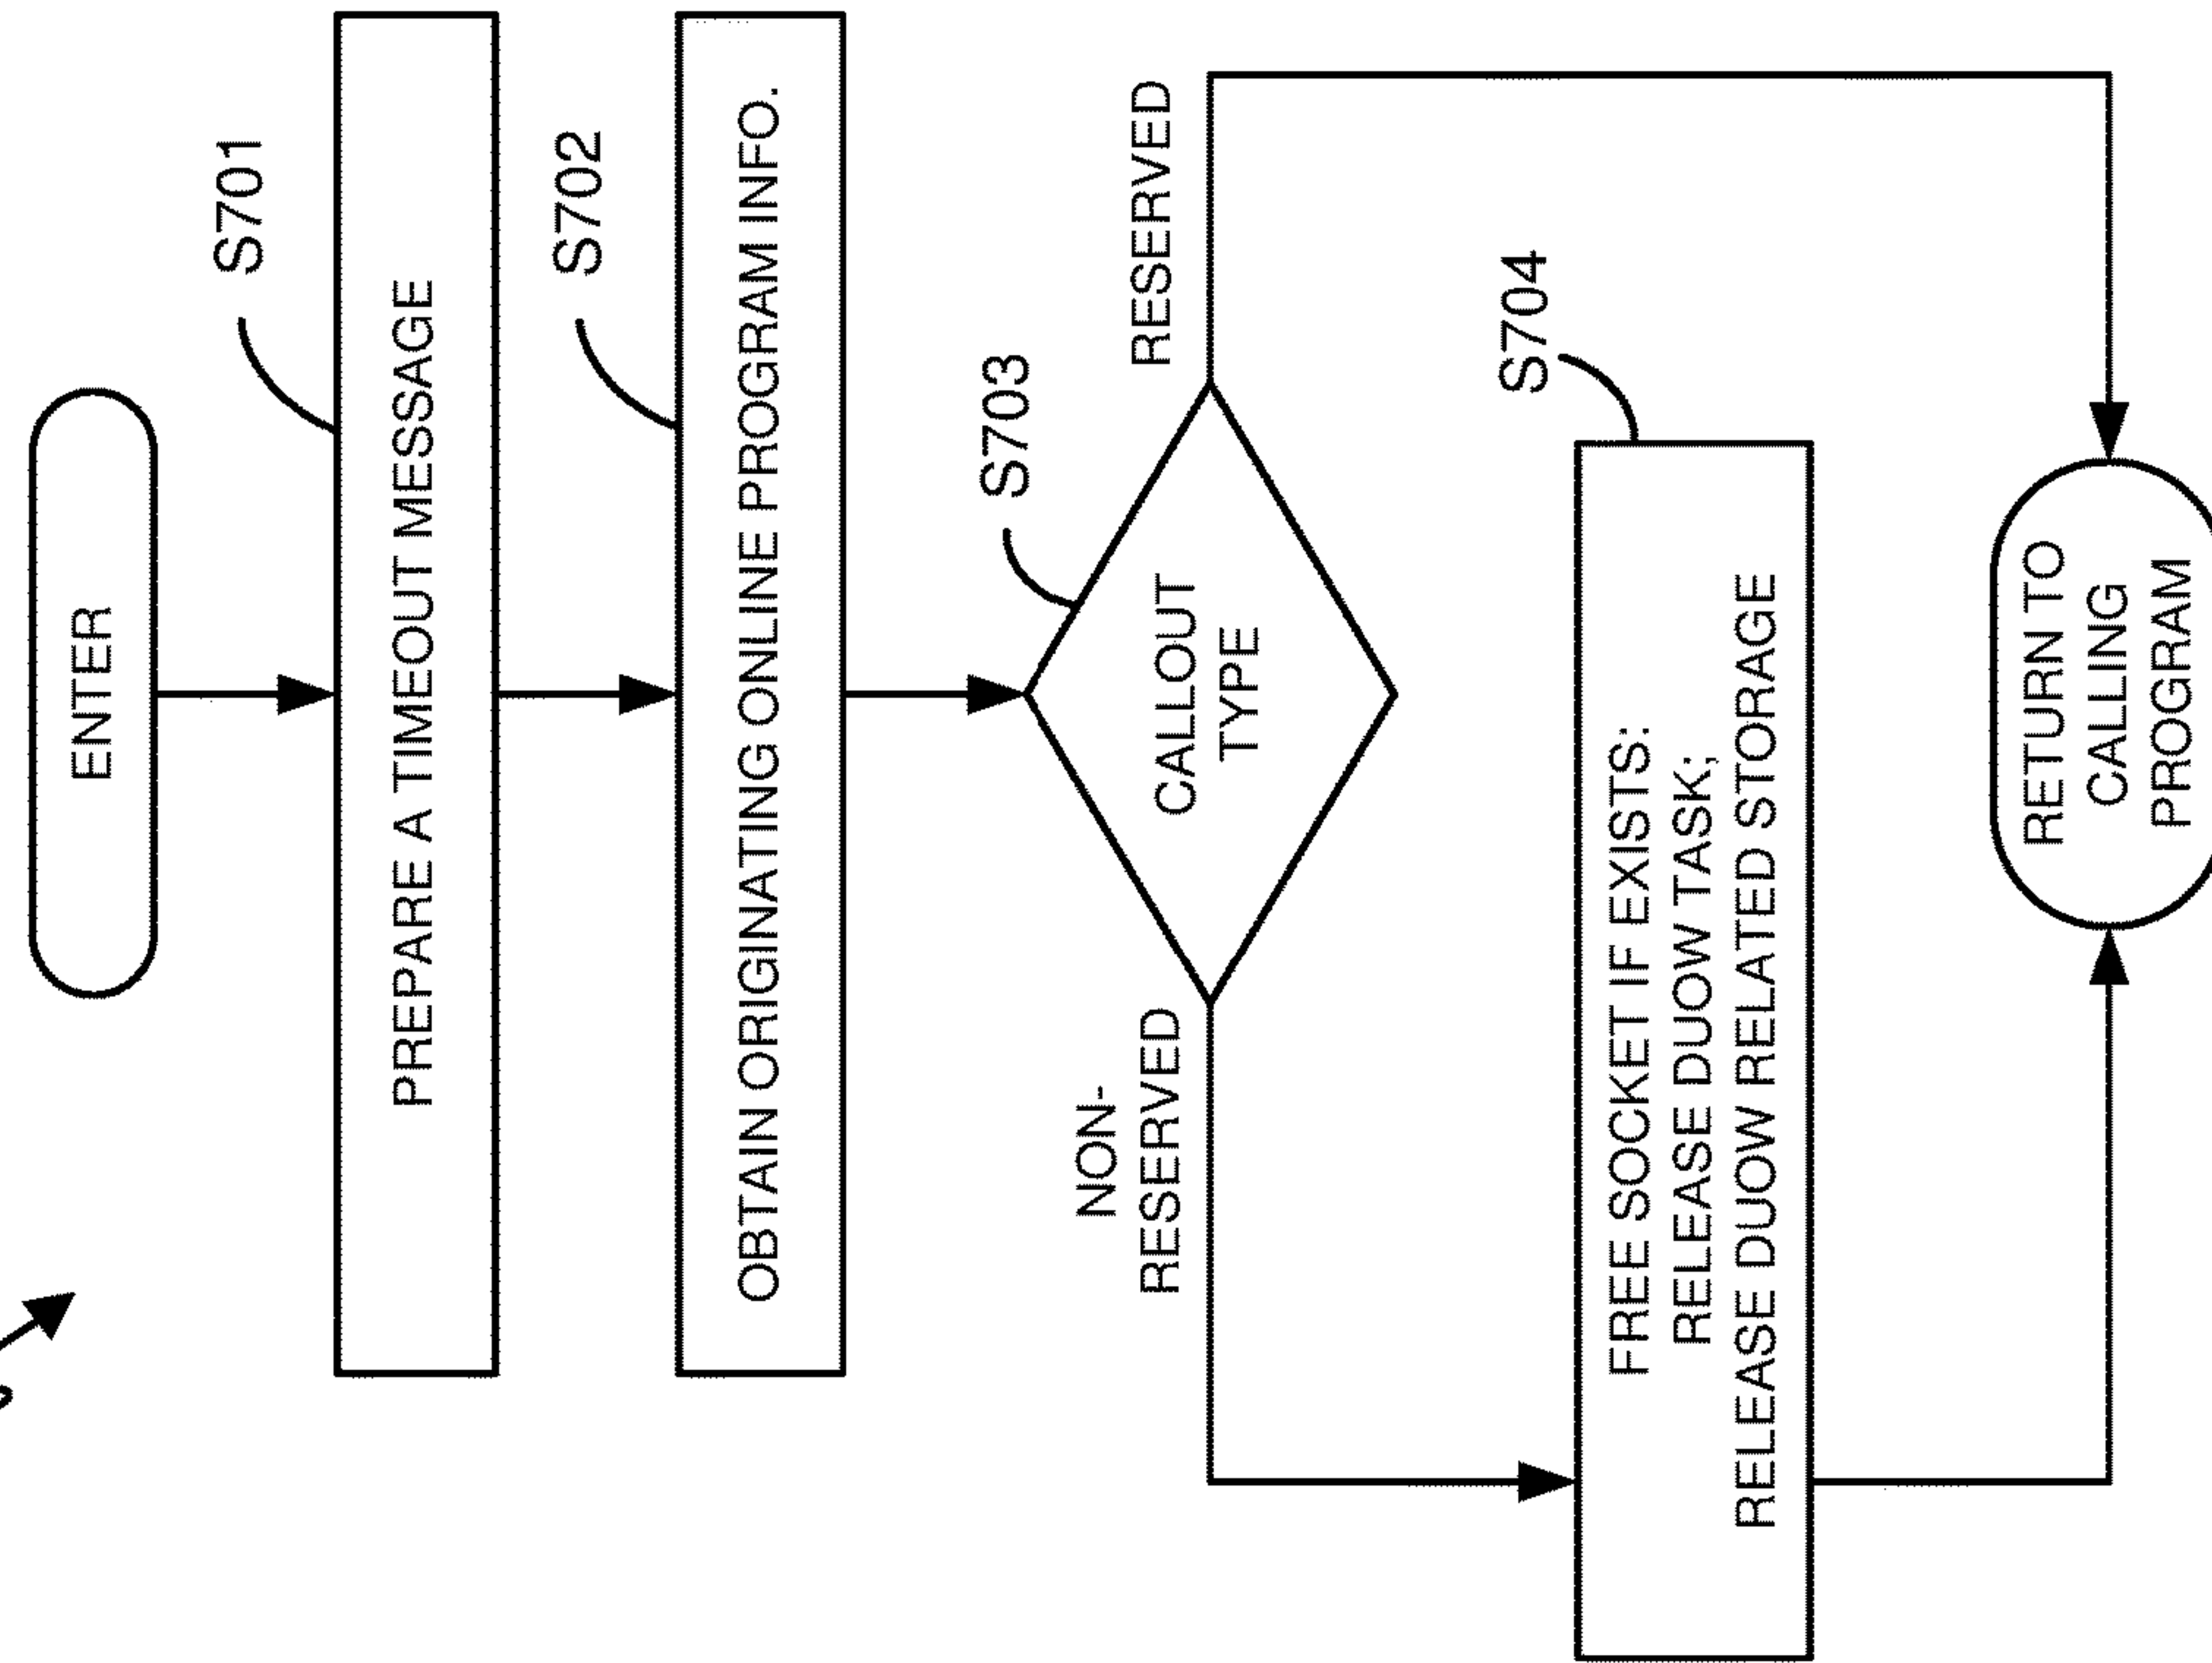 ENTER
S701
PREPARE A TIMEOUT MESSAGE
S702
OBTAIN ORIGINATING ONLINE PROGRAM INFO.
S703
CALLOUT
TYPE
NON-
RESERVED
RESERVED
S704
FREE SOCKET IF EXISTS:
RELEASE DUOW TASK;
RELEASE DUOW RELATED STORAGE
RETURN TO
CALLING
PROGRAM